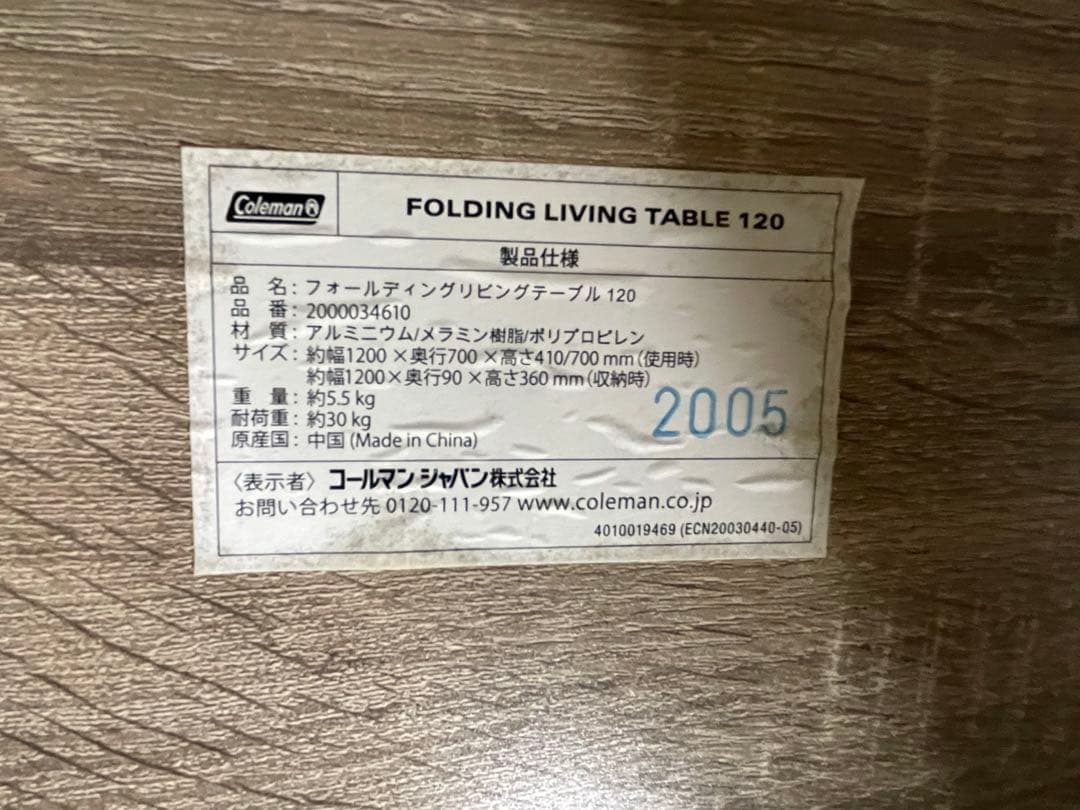 Coleman
FOLDING LIVING TABLE 120
製品仕様
品 名:フォールディングリビングテーブル 120
品 番:2000034610
材 質:アルミニウム/メラミン樹脂/ポリプロピレン
サイズ:約幅1200×奥行700×高さ410/700 mm(使用時)
約幅1200×奥行90×高さ360 mm(収納時)
重 量:約5.5 kg
耐荷重:約30 kg
原産国:中国 (Made in China)
2005
〈表示者〉コールマン ジャパン株式会社
お問い合わせ先 0120-111-957 www.coleman.co.jp
4010019469 (ECN20030440-05)